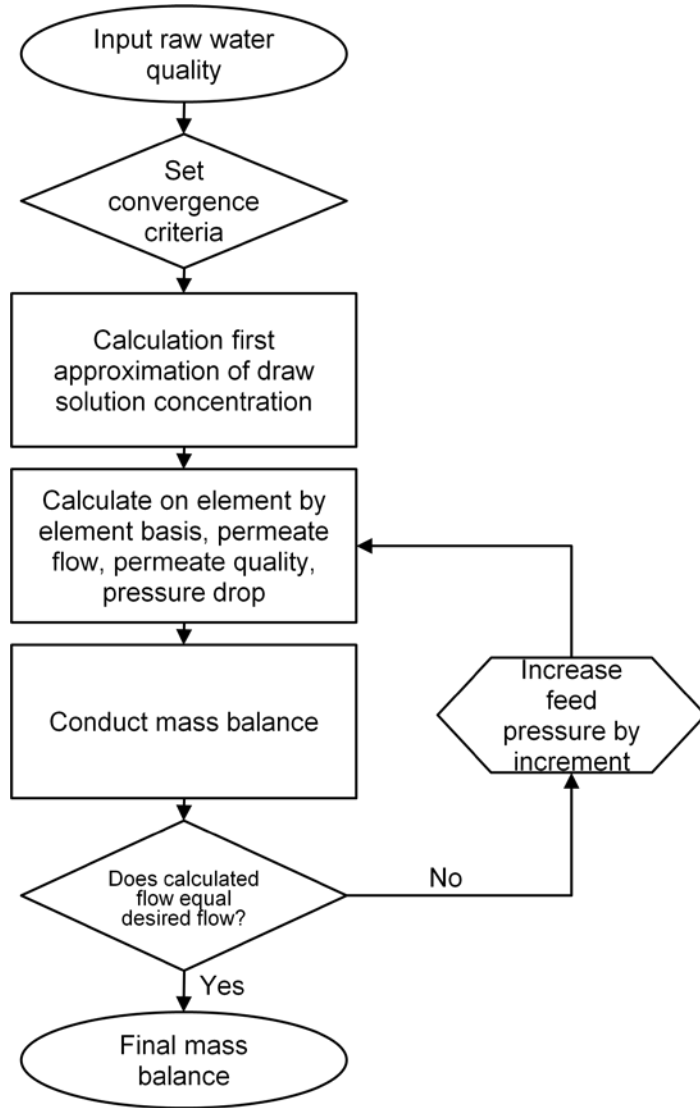 Input raw water
quality
Set
convergence
criteria
Calculation first
approximation of draw
solution concentration
Calculate on element by
element basis, permeate
flow, permeate quality,
pressure drop
Conduct mass balance
Increase
feed
pressure by
increment
Does calculated
flow equal
desired flow?
No
Yes
Final mass
balance